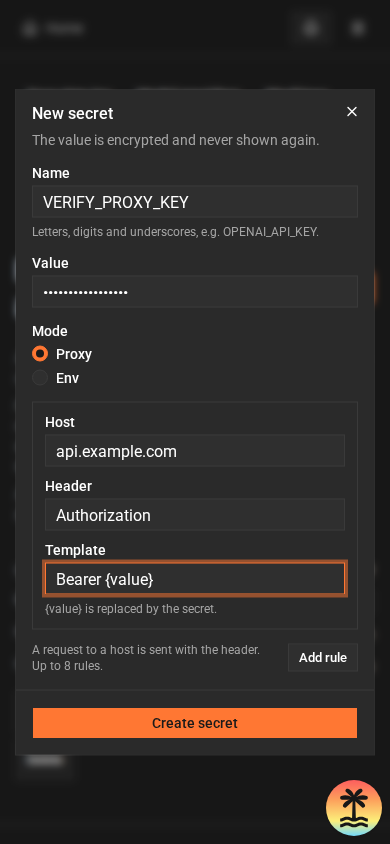 New secret
The value is encrypted and never shown again.
Name
VERIFY_PROXY_KEY
Letters, digits and underscores, e.g. OPENAI_API_KEY.
Value
•••••••••••••••••
Mode
Proxy
Env
Host
api.example.com
Header
Authorization
Template
Bearer {value}
{value} is replaced by the secret.
A request to a host is sent with the header.
Up to 8 rules.
Add rule
Create secret